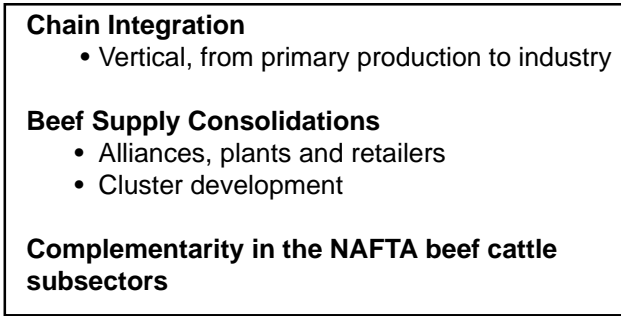 Chain Integration
• Vertical, from primary production to industry
Beef Supply Consolidations
• Alliances, plants and retailers
• Cluster development
Complementarity in the NAFTA beef cattle
subsectors